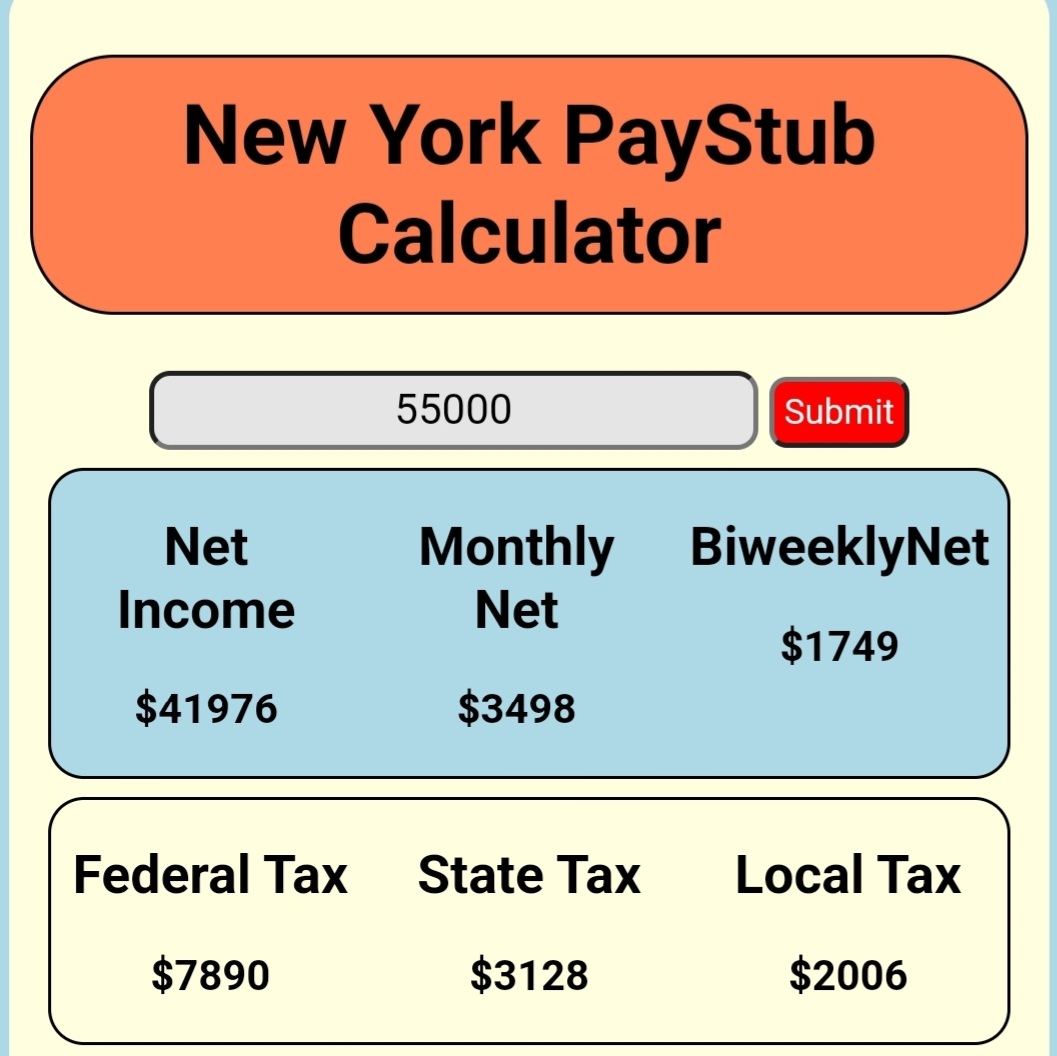 New York PayStub
Calculator
55000
Submit
Net
Income
$41976
Monthly
Net
$3498
BiweeklyNet
$1749
Federal Tax
$7890
State Tax
$3128
Local Tax
$2006